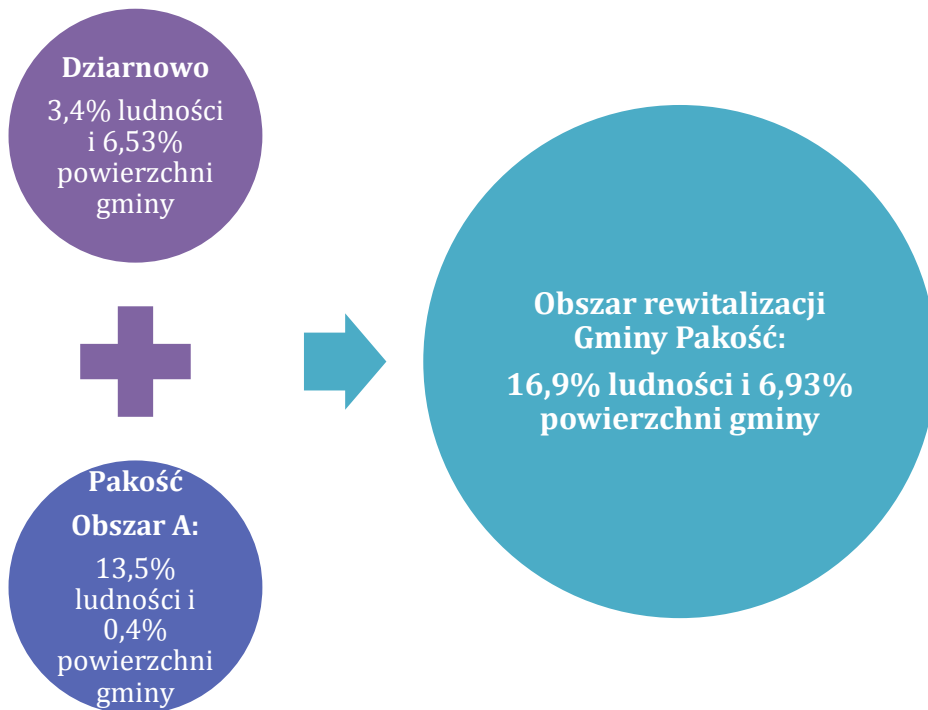 Dziarnowo
3,4% ludności
i 6,53%
powierzchni
gminy
Pakość
Obszar A:
13,5%
ludności i
0,4%
powierzchni
gminy
Obszar rewitalizacji
Gminy Pakość:
16,9% ludności i 6,93%
powierzchni gminy